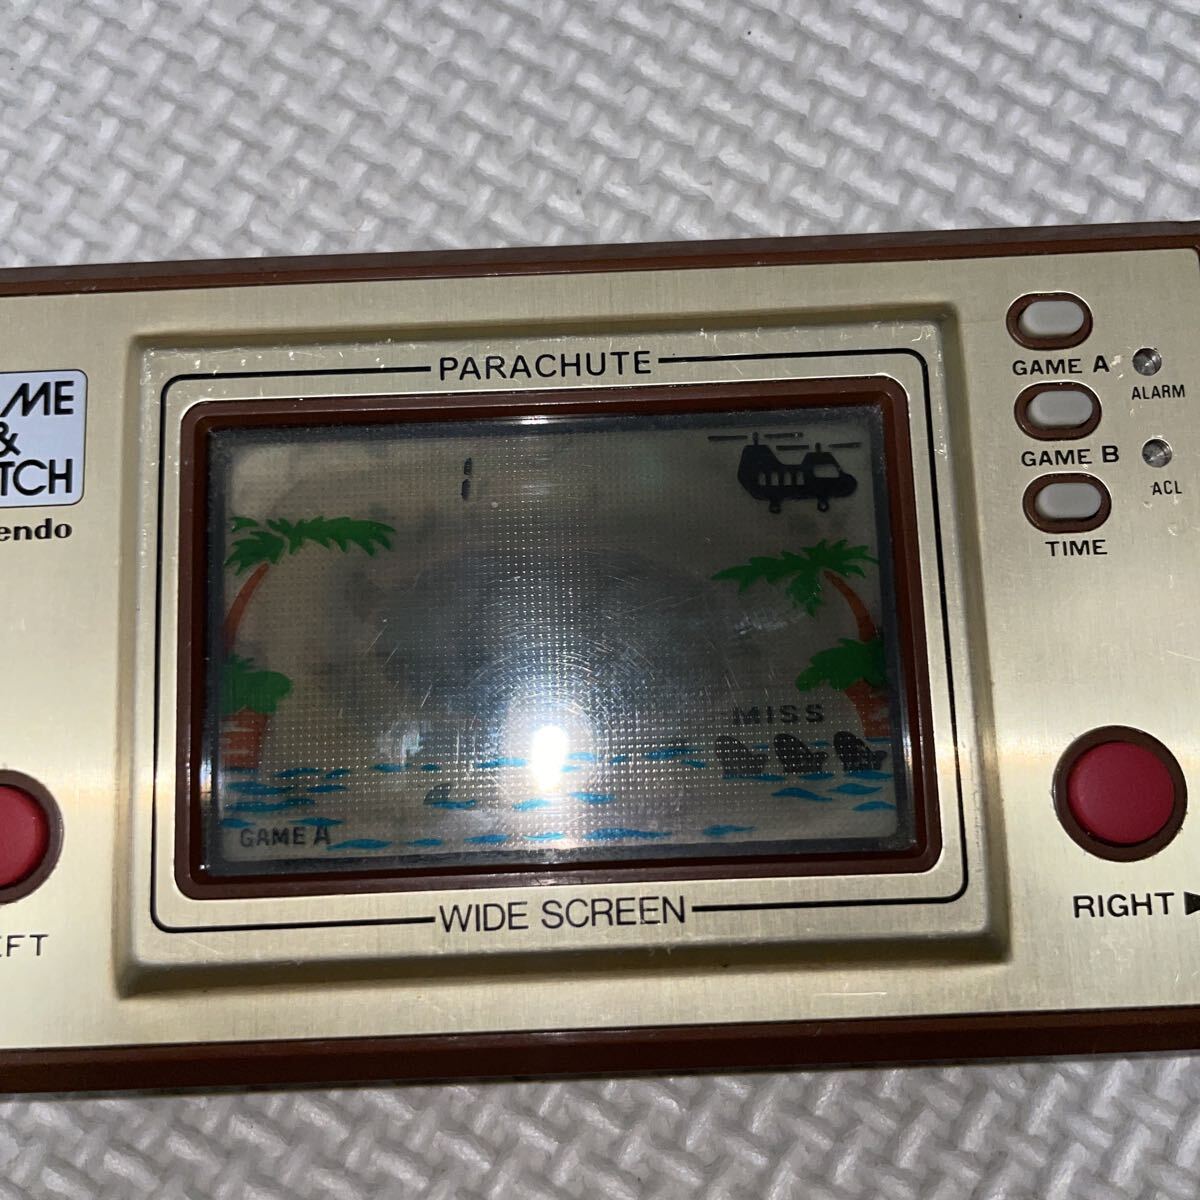 PARACHUTE
GAME A
ALARM
GAME B
ACL
TIME
ME
&
TCH
endo
1
MISS
GAME A
WIDE SCREEN
EFT
RIGHT ▶